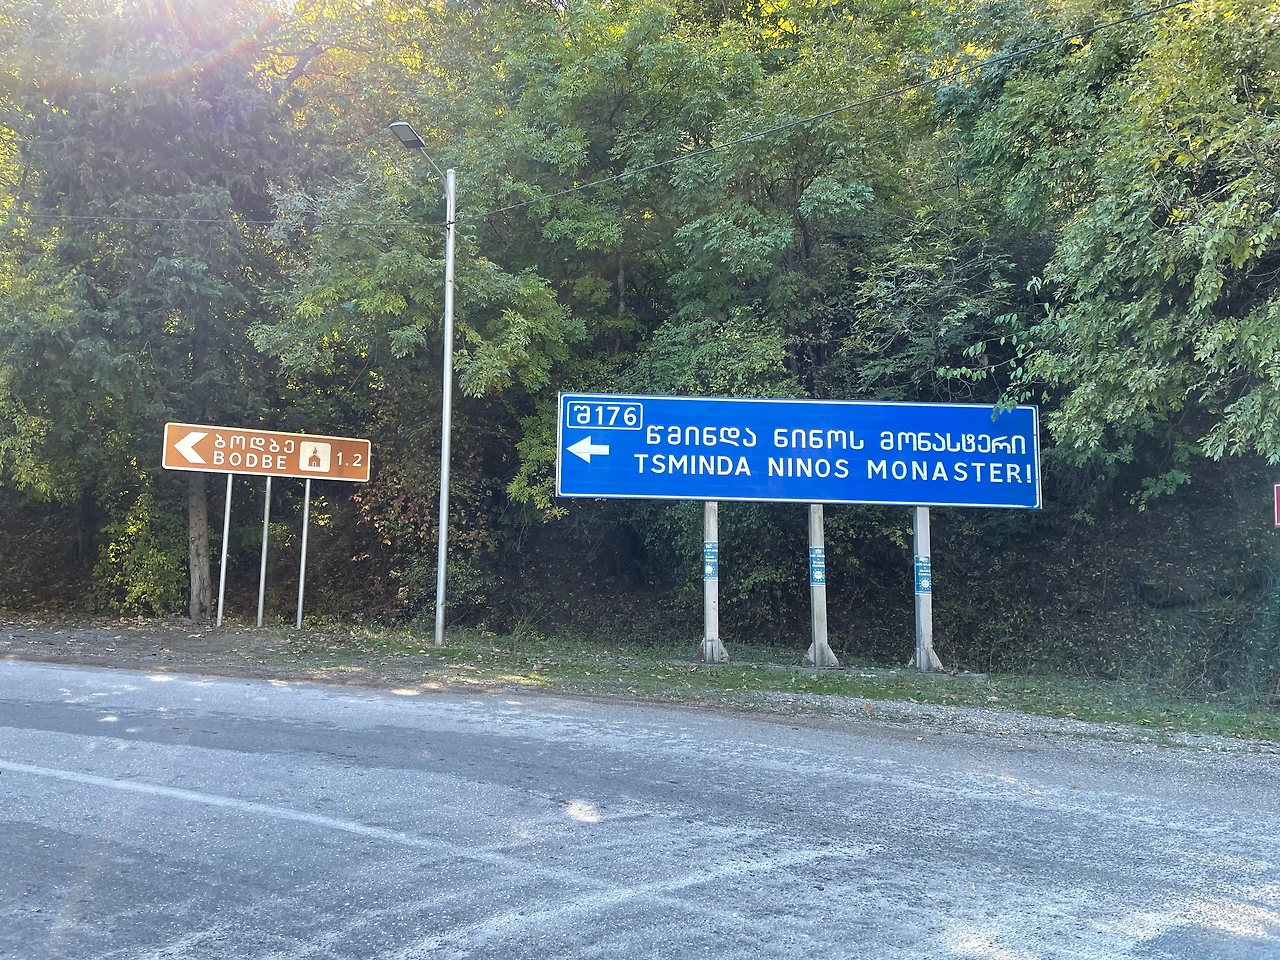 ბოდბე
BODBE
1.2
შ176
წმინდა ნინოს მონასტერი
TSMINDA NINOS MONASTERI